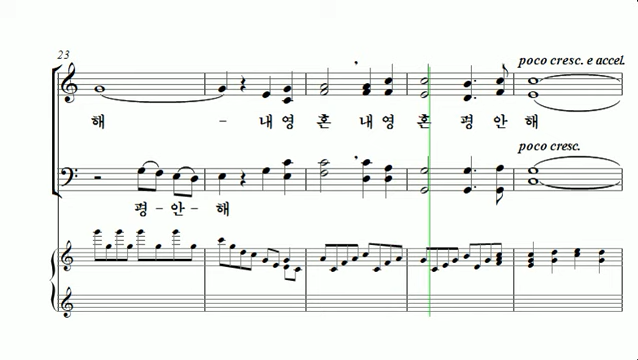 23
poco cresc. e accel.
해 - 내 영 혼 내 영 혼 평 안 해
poco cresc.
평 - 안 - 해